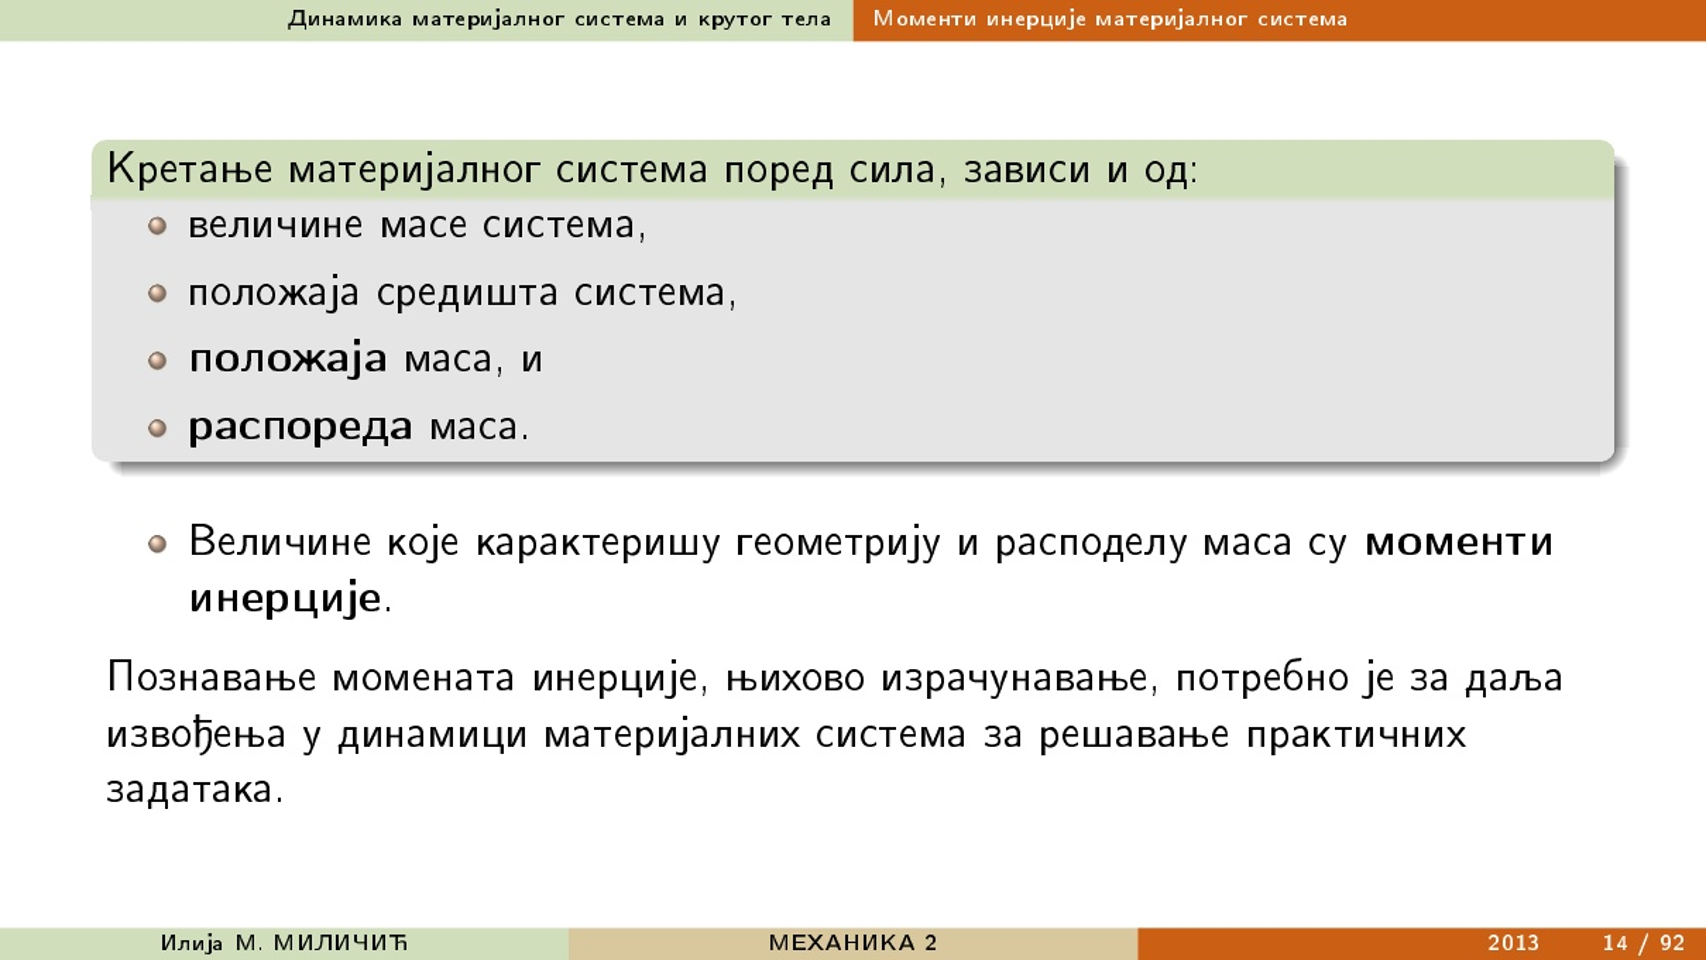 Динамика материјалног система и крутог тела
Моменти инерције материјалног система
Кретање материјалног система поред сила, зависи и од:
величине масе система,
положаја средишта система,
положаја маса, и
распореда маса.
Величине које карактеришу геометрију и расподелу маса су моменти
инерције.
Познавање момената инерције, њихово израчунавање, потребно је за даља
извођења у динамици материјалних система за решавање практичних
задатака.
Илија М. МИЛИЧИЋ
МЕХАНИКА 2
2013
14 / 92